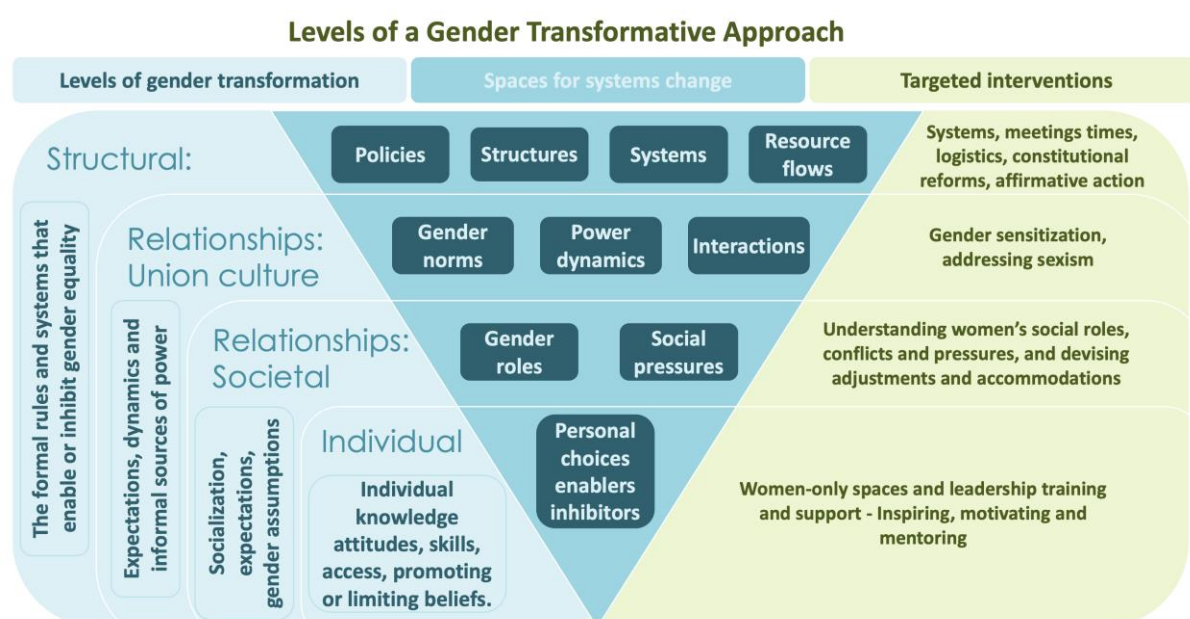 Levels of a Gender Transformative Approach
Levels of gender transformation
Spaces for systems change
Targeted interventions
Structural:
The formal rules and systems that
enable or inhibit gender equality
Policies
Structures
Systems
Resource
flows
Systems, meetings times,
logistics, constitutional
reforms, affirmative action
Relationships:
Union culture
Expectations, dynamics and
informal sources of power
Gender
norms
Power
dynamics
Interactions
Gender sensitization,
addressing sexism
Relationships:
Societal
Socialization,
expectations,
gender assumptions
Gender
roles
Social
pressures
Understanding women's social roles,
conflicts and pressures, and devising
adjustments and accommodations
Individual
Individual
knowledge
attitudes, skills,
access, promoting
or limiting beliefs.
Personal
choices
enablers
inhibitors
Women-only spaces and leadership training
and support - Inspiring, motivating and
mentoring